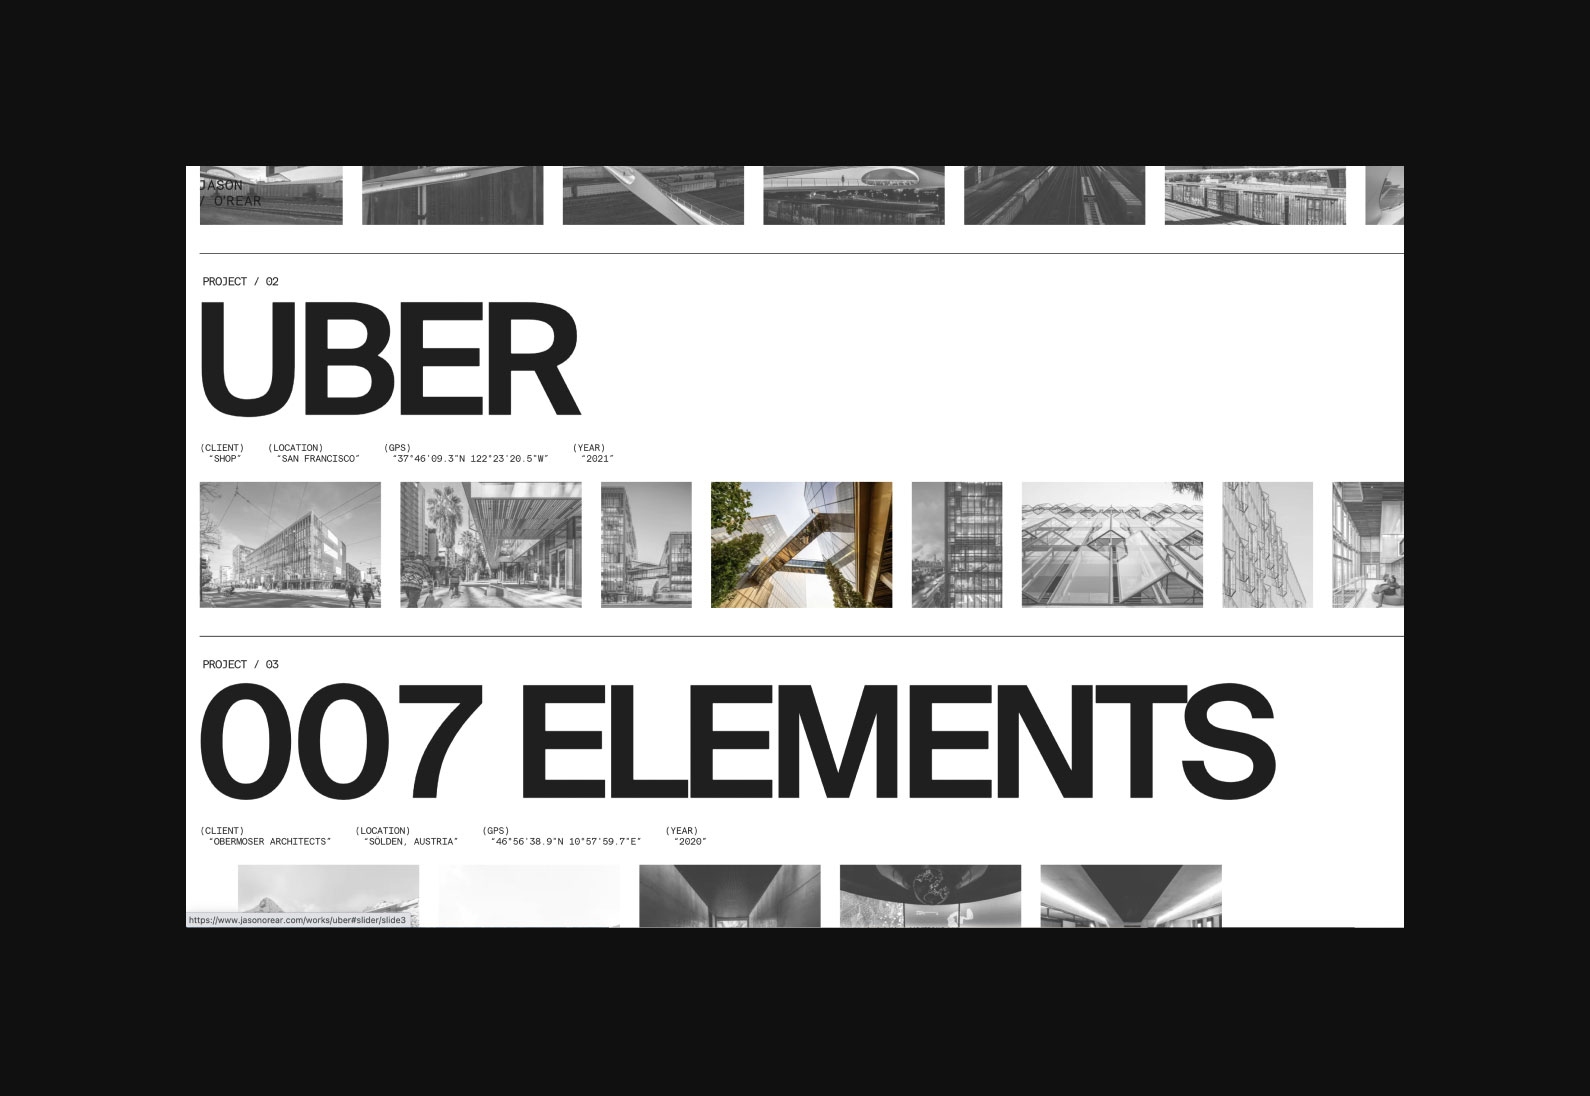 JASON
/ O'REAR
PROJECT / 02
UBER
(CLIENT) (LOCATION) (GPS) (YEAR)
"SHOP" "SAN FRANCISCO" "37°46'09.3"N 122°23'20.5"W" "2021"
PROJECT / 03
007 ELEMENTS
(CLIENT) (LOCATION) (GPS) (YEAR)
"OBERMOSER ARCHITECTS" "SOLDEN, AUSTRIA" "46°56'38.9"N 10°57'59.7"E" "2020"
https://www.jasonorear.com/works/uber#slider/slide3